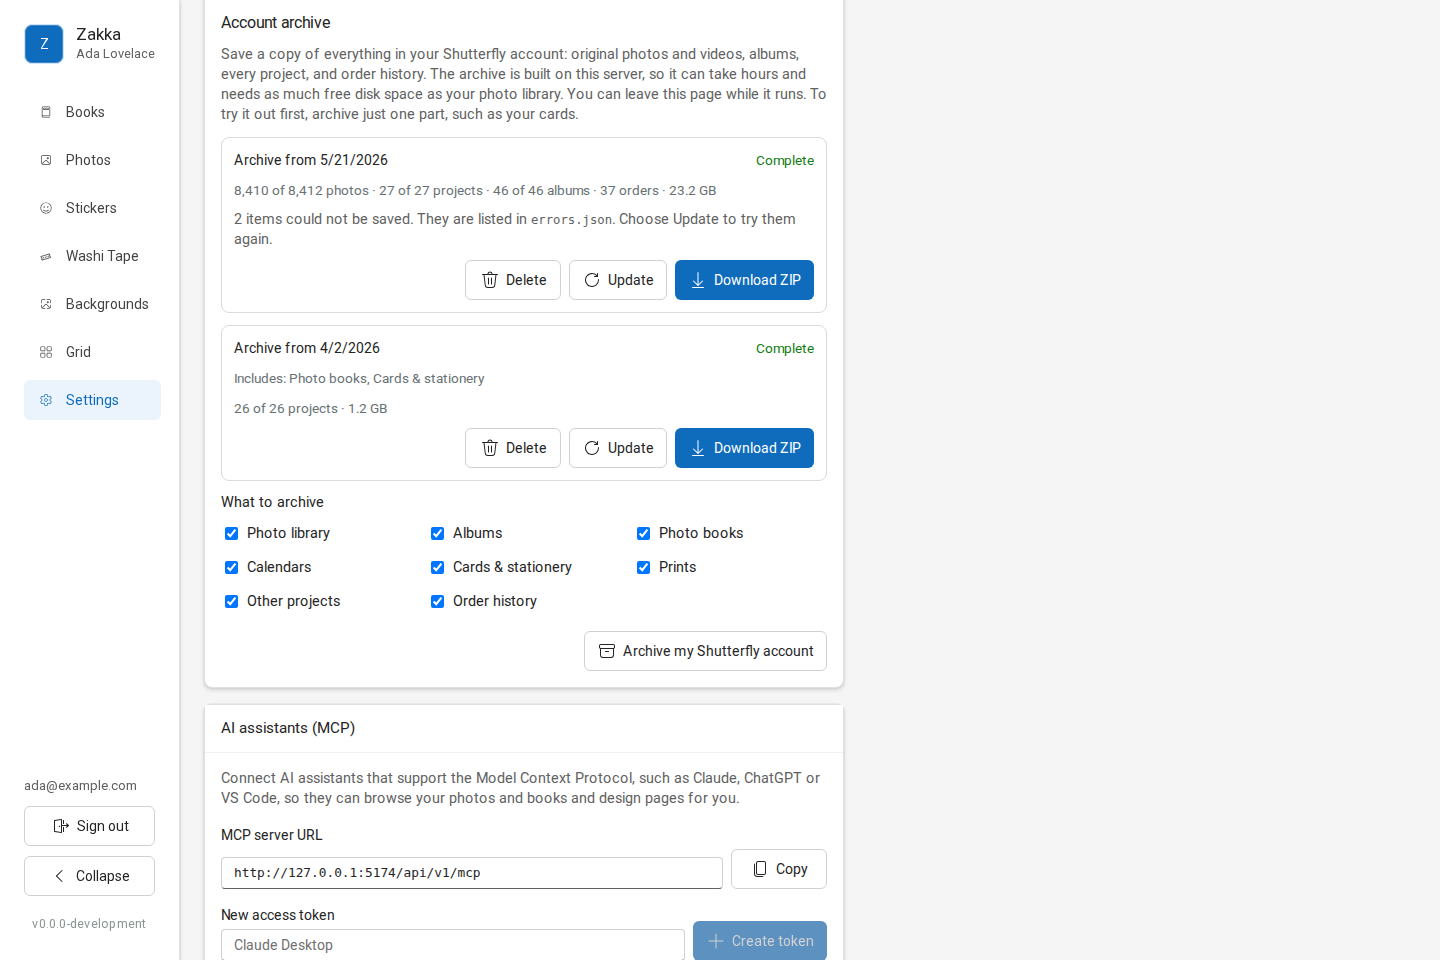 Z
Zakka
Ada Lovelace
Books
Photos
Stickers
Washi Tape
Backgrounds
Grid
Settings
ada@example.com
Sign out
Collapse
v0.0.0-development
Account archive
Save a copy of everything in your Shutterfly account: original photos and videos, albums,
every project, and order history. The archive is built on this server, so it can take hours and
needs as much free disk space as your photo library. You can leave this page while it runs. To
try it out first, archive just one part, such as your cards.
Archive from 5/21/2026
Complete
8,410 of 8,412 photos · 27 of 27 projects · 46 of 46 albums · 37 orders · 23.2 GB
2 items could not be saved. They are listed in errors.json. Choose Update to try them
again.
Delete
Update
Download ZIP
Archive from 4/2/2026
Complete
Includes: Photo books, Cards & stationery
26 of 26 projects · 1.2 GB
Delete
Update
Download ZIP
What to archive
Photo library
Albums
Photo books
Calendars
Cards & stationery
Prints
Other projects
Order history
Archive my Shutterfly account
AI assistants (MCP)
Connect AI assistants that support the Model Context Protocol, such as Claude, ChatGPT or
VS Code, so they can browse your photos and books and design pages for you.
MCP server URL
http://127.0.0.1:5174/api/v1/mcp
Copy
New access token
Claude Desktop
Create token